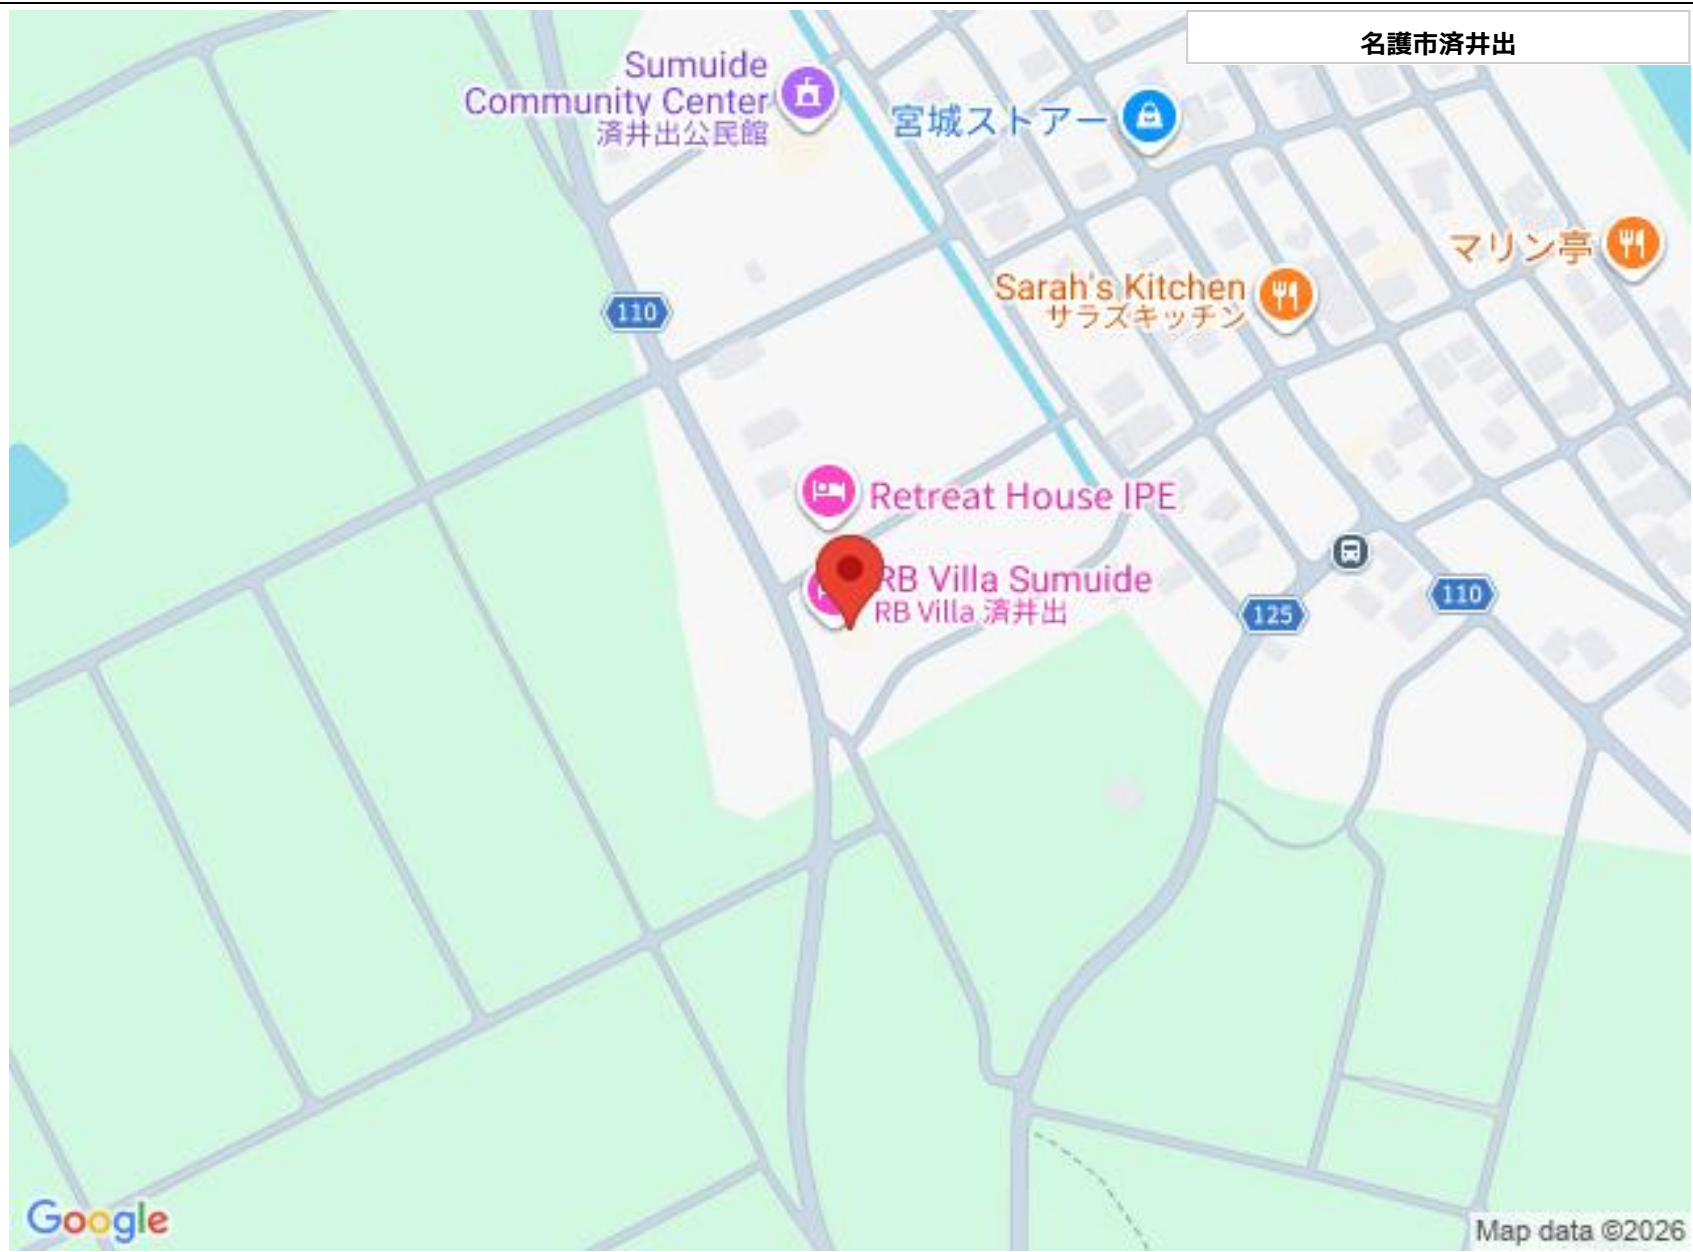 名護市済井出
Sumuide
Community Center
済井出公民館
宮城ストアー
マリン亭
Sarah's Kitchen
サラズキッチン
110
Retreat House IPE
RB Villa Sumuide
RB Villa 済井出
125
110
Google
Map data ©2026